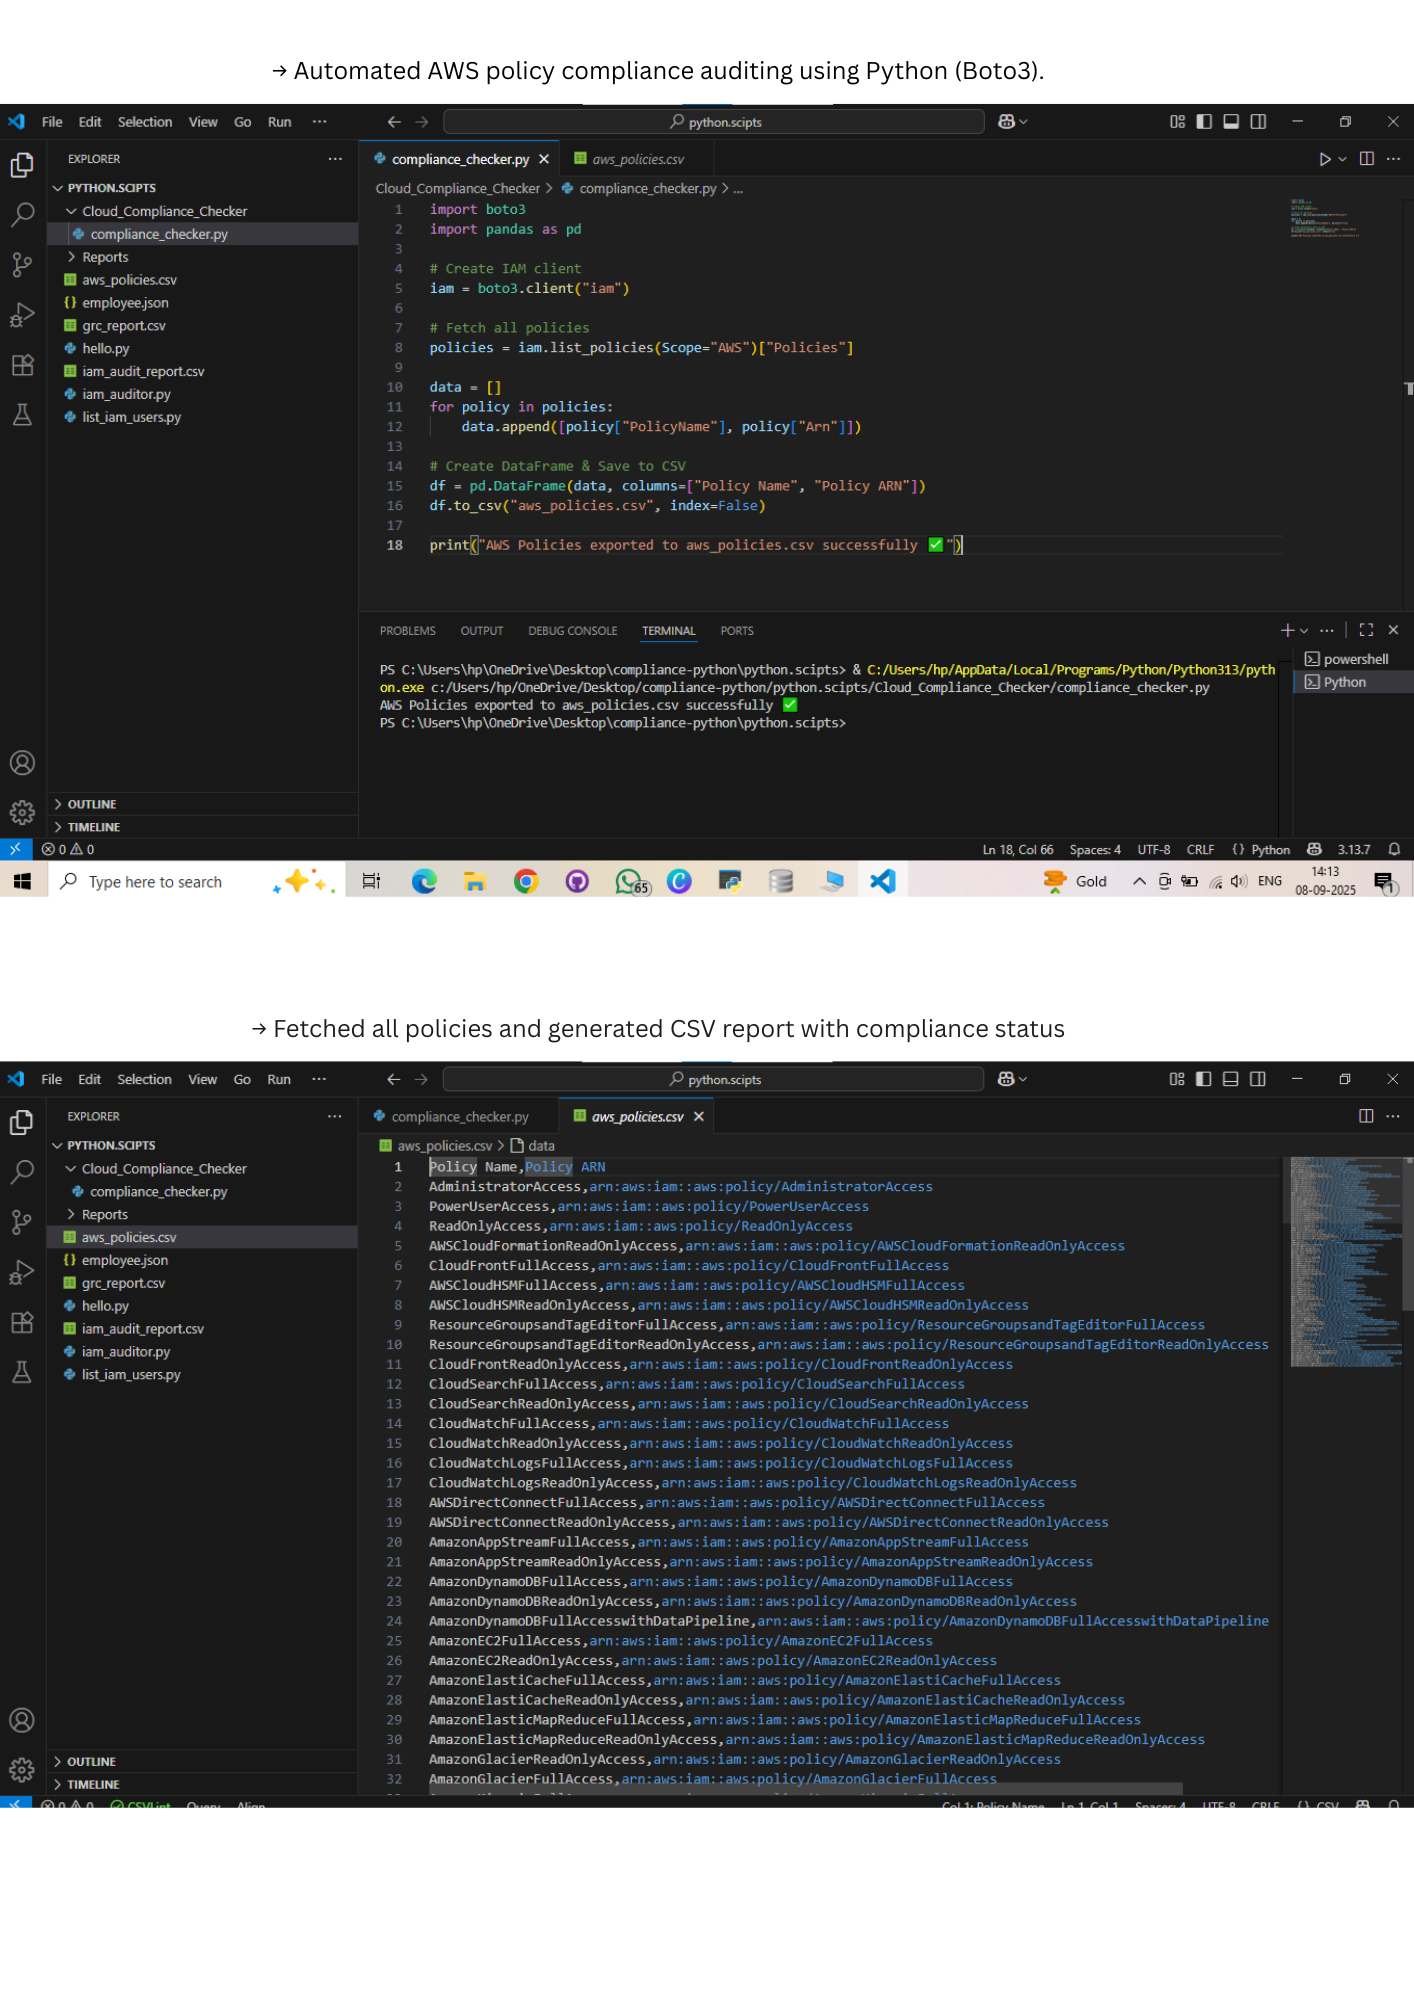 → Automated AWS policy compliance auditing using Python (Boto3).
File Edit Selection View Go Run ··· python.scipts
EXPLORER ···
compliance_checker.py
aws_policies.csv
PYTHON.SCIPTS
Cloud_Compliance_Checker
compliance_checker.py
Reports
aws_policies.csv
employee.json
grc_report.csv
hello.py
iam_audit_report.csv
iam_auditor.py
list_iam_users.py
Cloud_Compliance_Checker > compliance_checker.py > ...
1 import boto3
2 import pandas as pd
3
4 # Create IAM client
5 iam = boto3.client("iam")
6
7 # Fetch all policies
8 policies = iam.list_policies(Scope="AWS")["Policies"]
9
10 data = []
11 for policy in policies:
12 data.append([policy["PolicyName"], policy["Arn"]])
13
14 # Create DataFrame & Save to CSV
15 df = pd.DataFrame(data, columns=["Policy Name", "Policy ARN"])
16 df.to_csv("aws_policies.csv", index=False)
17
18 print("AWS Policies exported to aws_policies.csv successfully ✅")
PROBLEMS OUTPUT DEBUG CONSOLE TERMINAL PORTS
PS C:\Users\hp\OneDrive\Desktop\compliance-python\python.scipts> & C:/Users/hp/AppData/Local/Programs/Python/Python313/pyth
on.exe c:/Users/hp/OneDrive/Desktop/compliance-python/python.scipts/Cloud_Compliance_Checker/compliance_checker.py
AWS Policies exported to aws_policies.csv successfully ✅
PS C:\Users\hp\OneDrive\Desktop\compliance-python\python.scipts>
powershell
Python
OUTLINE
TIMELINE
0 0 Ln 18, Col 66 Spaces: 4 UTF-8 CRLF {} Python 3.13.7
Type here to search 65 Gold ENG 14:13
08-09-2025 1
→ Fetched all policies and generated CSV report with compliance status
File Edit Selection View Go Run ··· python.scipts
EXPLORER ···
compliance_checker.py
aws_policies.csv
PYTHON.SCIPTS
Cloud_Compliance_Checker
compliance_checker.py
Reports
aws_policies.csv
employee.json
grc_report.csv
hello.py
iam_audit_report.csv
iam_auditor.py
list_iam_users.py
aws_policies.csv > data
1 Policy Name,Policy ARN
2 AdministratorAccess,arn:aws:iam::aws:policy/AdministratorAccess
3 PowerUserAccess,arn:aws:iam::aws:policy/PowerUserAccess
4 ReadOnlyAccess,arn:aws:iam::aws:policy/ReadOnlyAccess
5 AWSCloudFormationReadOnlyAccess,arn:aws:iam::aws:policy/AWSCloudFormationReadOnlyAccess
6 CloudFrontFullAccess,arn:aws:iam::aws:policy/CloudFrontFullAccess
7 AWSCloudHSMFullAccess,arn:aws:iam::aws:policy/AWSCloudHSMFullAccess
8 AWSCloudHSMReadOnlyAccess,arn:aws:iam::aws:policy/AWSCloudHSMReadOnlyAccess
9 ResourceGroupsandTagEditorFullAccess,arn:aws:iam::aws:policy/ResourceGroupsandTagEditorFullAccess
10 ResourceGroupsandTagEditorReadOnlyAccess,arn:aws:iam::aws:policy/ResourceGroupsandTagEditorReadOnlyAccess
11 CloudFrontReadOnlyAccess,arn:aws:iam::aws:policy/CloudFrontReadOnlyAccess
12 CloudSearchFullAccess,arn:aws:iam::aws:policy/CloudSearchFullAccess
13 CloudSearchReadOnlyAccess,arn:aws:iam::aws:policy/CloudSearchReadOnlyAccess
14 CloudWatchFullAccess,arn:aws:iam::aws:policy/CloudWatchFullAccess
15 CloudWatchReadOnlyAccess,arn:aws:iam::aws:policy/CloudWatchReadOnlyAccess
16 CloudWatchLogsFullAccess,arn:aws:iam::aws:policy/CloudWatchLogsFullAccess
17 CloudWatchLogsReadOnlyAccess,arn:aws:iam::aws:policy/CloudWatchLogsReadOnlyAccess
18 AWSDirectConnectFullAccess,arn:aws:iam::aws:policy/AWSDirectConnectFullAccess
19 AWSDirectConnectReadOnlyAccess,arn:aws:iam::aws:policy/AWSDirectConnectReadOnlyAccess
20 AmazonAppStreamFullAccess,arn:aws:iam::aws:policy/AmazonAppStreamFullAccess
21 AmazonAppStreamReadOnlyAccess,arn:aws:iam::aws:policy/AmazonAppStreamReadOnlyAccess
22 AmazonDynamoDBFullAccess,arn:aws:iam::aws:policy/AmazonDynamoDBFullAccess
23 AmazonDynamoDBReadOnlyAccess,arn:aws:iam::aws:policy/AmazonDynamoDBReadOnlyAccess
24 AmazonDynamoDBFullAccesswithDataPipeline,arn:aws:iam::aws:policy/AmazonDynamoDBFullAccesswithDataPipeline
25 AmazonEC2FullAccess,arn:aws:iam::aws:policy/AmazonEC2FullAccess
26 AmazonEC2ReadOnlyAccess,arn:aws:iam::aws:policy/AmazonEC2ReadOnlyAccess
27 AmazonElastiCacheFullAccess,arn:aws:iam::aws:policy/AmazonElastiCacheFullAccess
28 AmazonElastiCacheReadOnlyAccess,arn:aws:iam::aws:policy/AmazonElastiCacheReadOnlyAccess
29 AmazonElasticMapReduceFullAccess,arn:aws:iam::aws:policy/AmazonElasticMapReduceFullAccess
30 AmazonElasticMapReduceReadOnlyAccess,arn:aws:iam::aws:policy/AmazonElasticMapReduceReadOnlyAccess
31 AmazonGlacierReadOnlyAccess,arn:aws:iam::aws:policy/AmazonGlacierReadOnlyAccess
32 AmazonGlacierFullAccess,arn:aws:iam::aws:policy/AmazonGlacierFullAccess
OUTLINE
TIMELINE
0 0 CSVLint Query Align Col 1: Policy Name Ln 1, Col 1 Spaces: 4 UTF-8 CRLF {} CSV